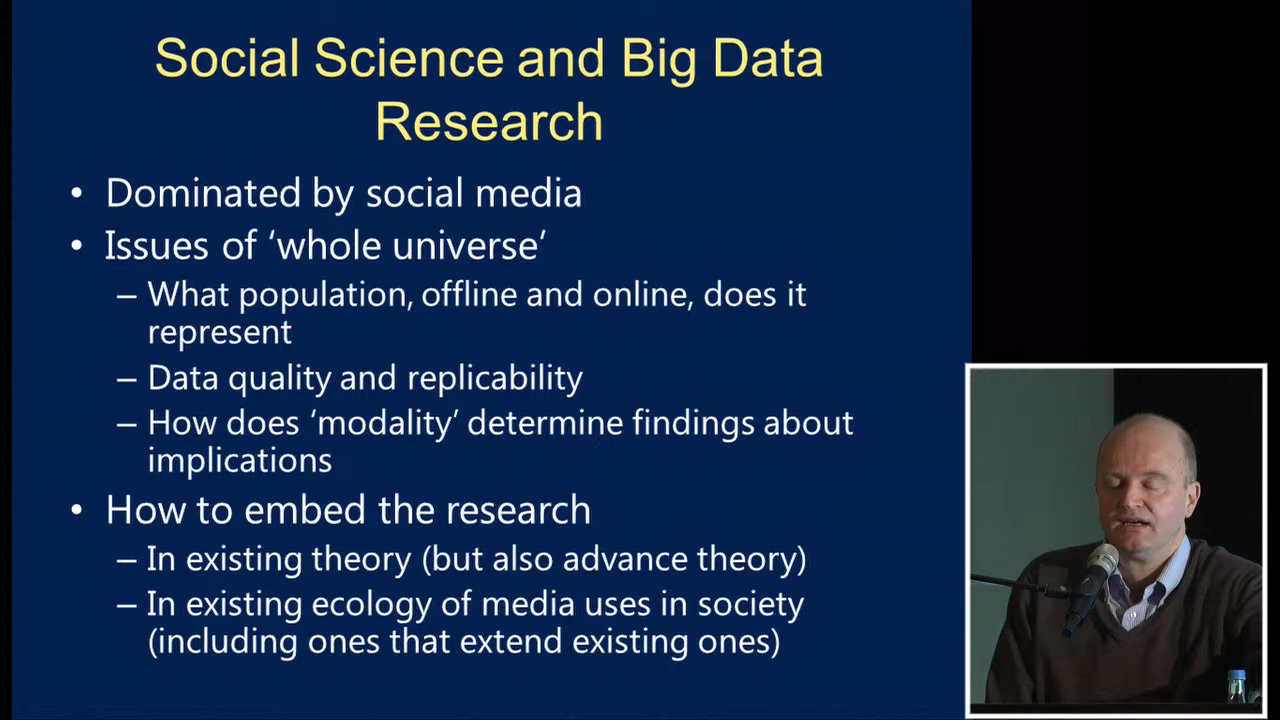 Social Science and Big Data
Research
• Dominated by social media
• Issues of ‘whole universe’
– What population, offline and online, does it
represent
– Data quality and replicability
– How does ‘modality’ determine findings about
implications
• How to embed the research
– In existing theory (but also advance theory)
– In existing ecology of media uses in society
(including ones that extend existing ones)